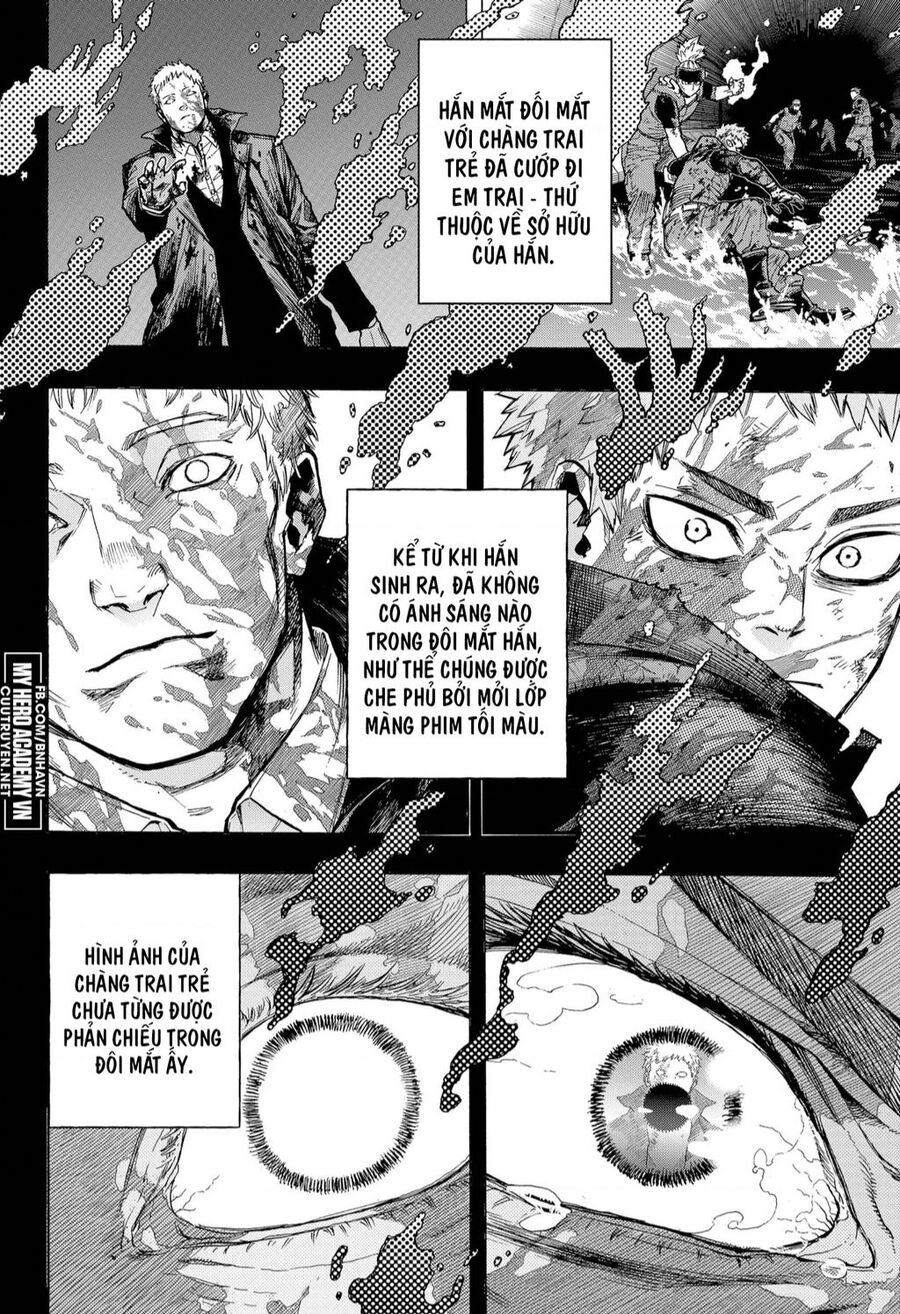 HẮN MẮT ĐỐI MẮT
VỚI CHÀNG TRAI
TRẺ ĐÃ CƯỚP ĐI
EM TRAI - THỨ
THUỘC VỀ SỞ HỮU
CỦA HẮN.
KỂ TỪ KHI HẮN
SINH RA, ĐÃ KHÔNG
CÓ ÁNH SÁNG NÀO
TRONG ĐÔI MẮT HẮN,
NHƯ THỂ CHÚNG ĐƯỢC
CHE PHỦ BỞI MỞI LỚP
MÀNG PHIM TỐI MÀU.
HÌNH ẢNH CỦA
CHÀNG TRAI TRẺ
CHƯA TỪNG ĐƯỢC
PHẢN CHIẾU TRONG
ĐÔI MẮT ẤY.
FB.COM/BNHAVN
MY HERO ACADEMY VN
CUUTRUYEN.NET